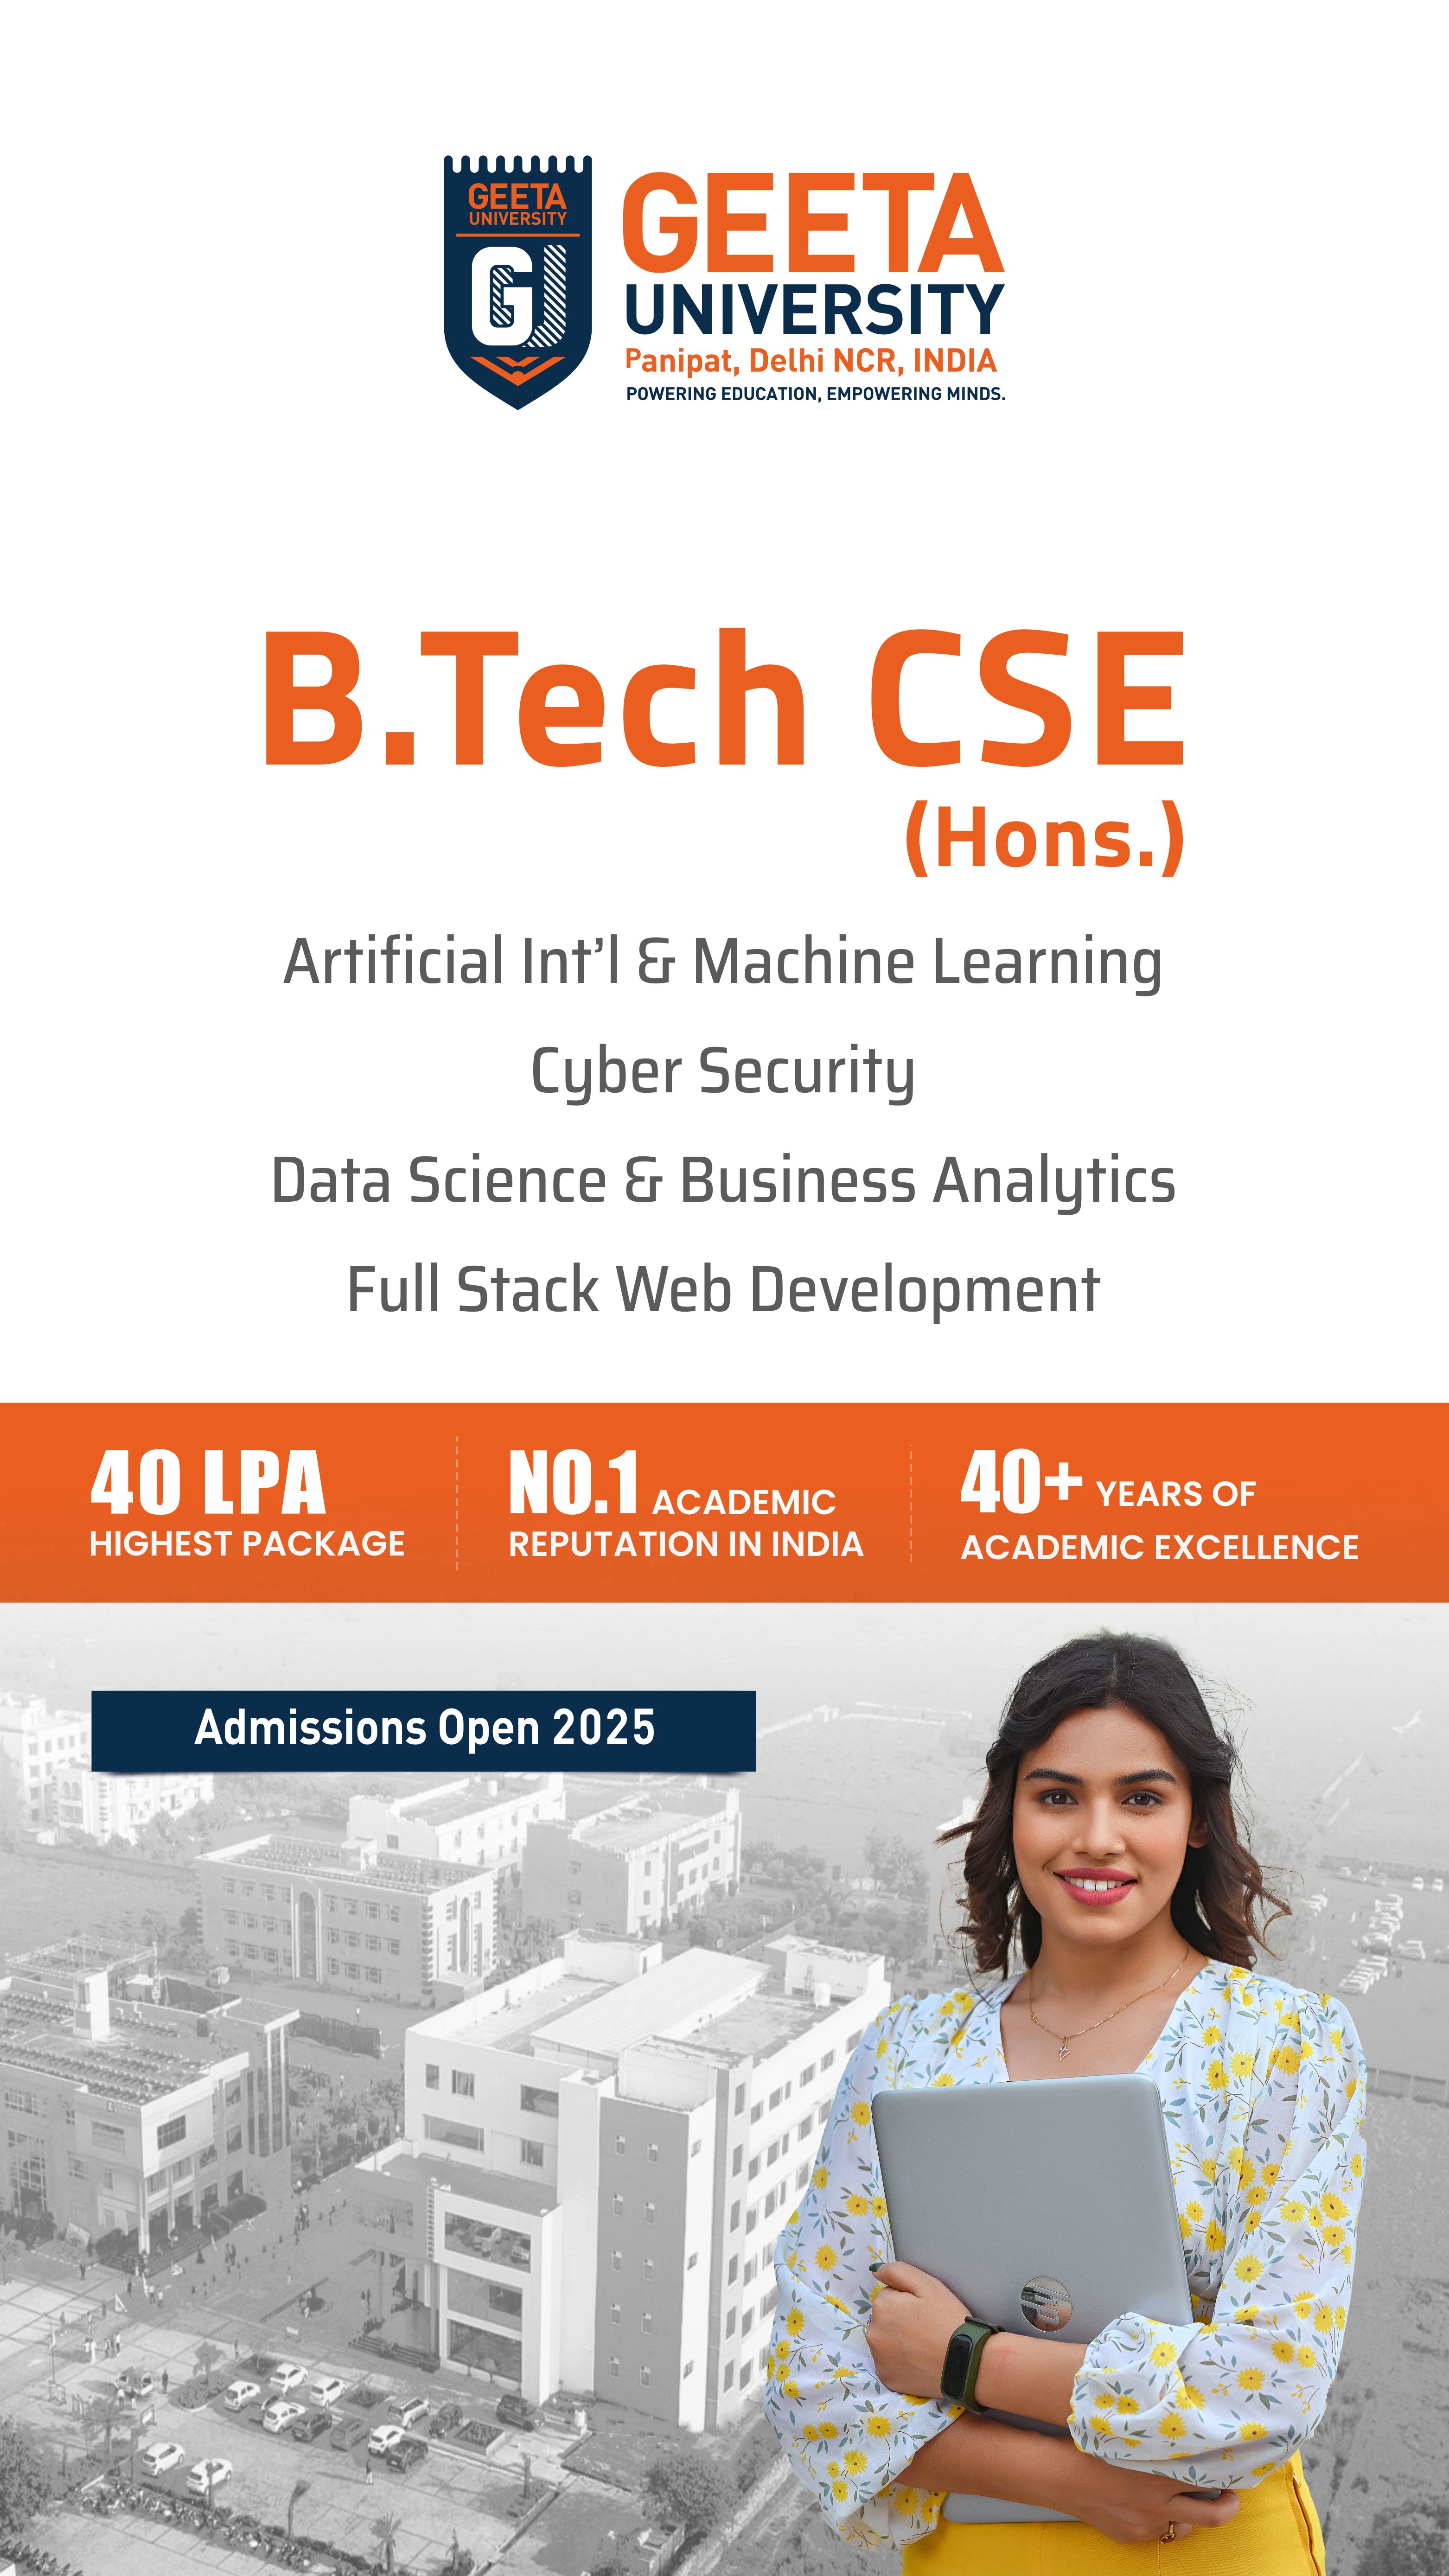 GEETA
UNIVERSITY
GU
GEETA
UNIVERSITY
Panipat, Delhi NCR, INDIA
POWERING EDUCATION, EMPOWERING MINDS.
B.Tech CSE
(Hons.)
Artificial Int’l & Machine Learning
Cyber Security
Data Science & Business Analytics
Full Stack Web Development
40 LPA
HIGHEST PACKAGE
NO.1 ACADEMIC
REPUTATION IN INDIA
40+ YEARS OF
ACADEMIC EXCELLENCE
Admissions Open 2025
hp